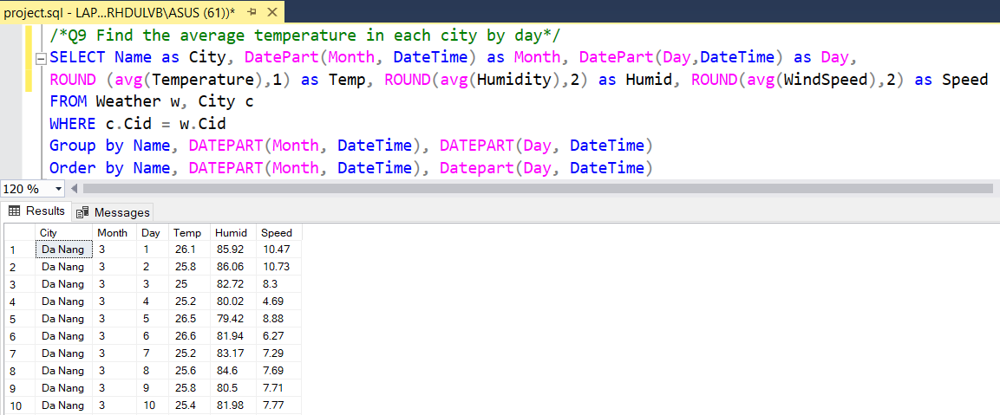 project.sql - LAP...RHDULVB\ASUS (61))*
/*Q9 Find the average temperature in each city by day*/
SELECT Name as City, DatePart(Month, DateTime) as Month, DatePart(Day,DateTime) as Day,
ROUND (avg(Temperature),1) as Temp, ROUND(avg(Humidity),2) as Humid, ROUND(avg(WindSpeed),2) as Speed
FROM Weather w, City c
WHERE c.Cid = w.Cid
Group by Name, DATEPART(Month, DateTime), DATEPART(Day, DateTime)
Order by Name, DATEPART(Month, DateTime), Datepart(Day, DateTime)
120 %
Results Messages
City Month Day Temp Humid Speed
1 Da Nang 3 1 26.1 85.92 10.47
2 Da Nang 3 2 25.8 86.06 10.73
3 Da Nang 3 3 25 82.72 8.3
4 Da Nang 3 4 25.2 80.02 4.69
5 Da Nang 3 5 26.5 79.42 8.88
6 Da Nang 3 6 26.6 81.94 6.27
7 Da Nang 3 7 25.2 83.17 7.29
8 Da Nang 3 8 25.6 84.6 7.69
9 Da Nang 3 9 25.8 80.5 7.71
10 Da Nang 3 10 25.4 81.98 7.77